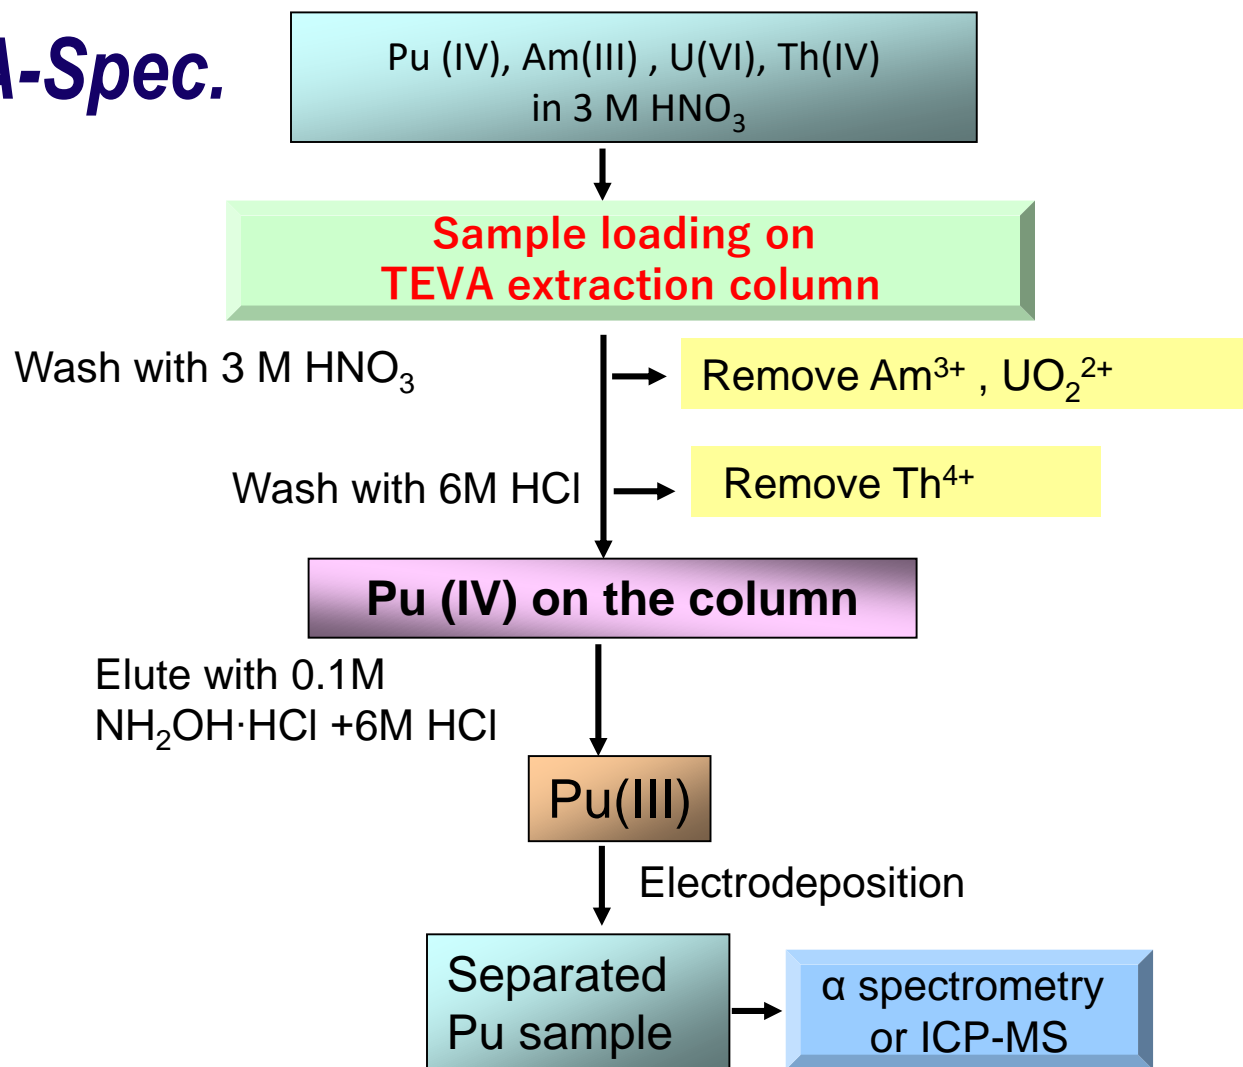 A-Spec.
Pu (IV), Am(III) , U(VI), Th(IV)
in 3 M HNO₃
Sample loading on
TEVA extraction column
Wash with 3 M HNO₃
Remove Am³⁺ , UO₂²⁺
Wash with 6M HCl
Remove Th⁴⁺
Pu (IV) on the column
Elute with 0.1M
NH₂OH·HCl +6M HCl
Pu(III)
Electrodeposition
Separated
Pu sample
α spectrometry
or ICP-MS